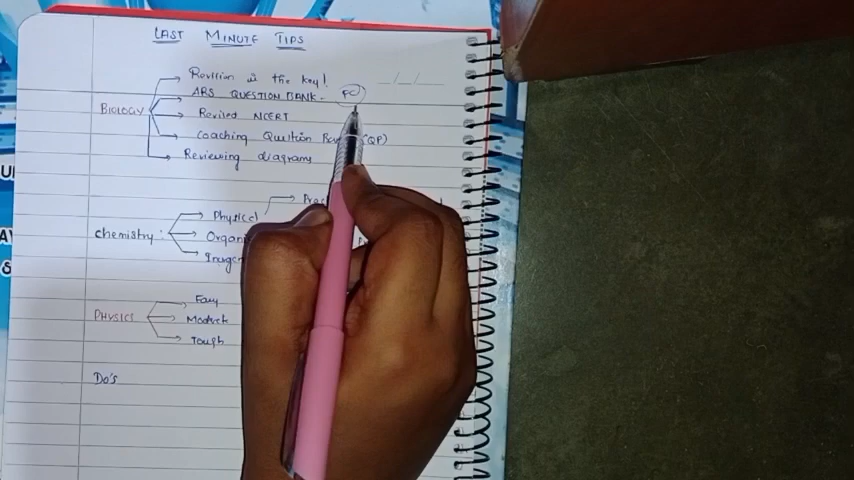 LAST MINUTE TIPS
Revision is the key!
_/_/_
ARS QUESTION BANK -
BIOLOGY
Revised NCERT
Coaching Question (QP)
Reviewing diagrams
Physical
chemistry :
Easy
PHYSICS
Tough
Do's